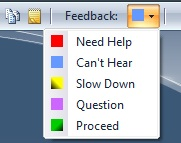 Feedback:
Need Help
Can't Hear
Slow Down
Question
Proceed